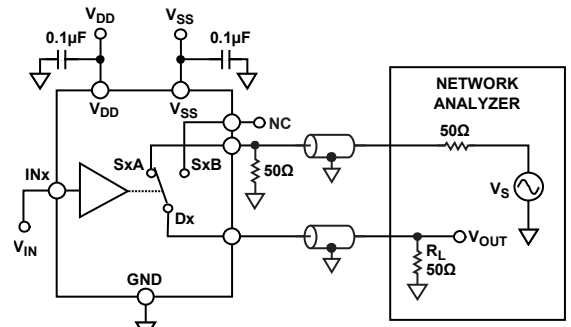 VDD
VSS
0.1µF
0.1µF
VDD
VSS
NC
NETWORK
ANALYZER
50Ω
SxA
SxB
50Ω
INx
VS
Dx
VIN
VOUT
RL
50Ω
GND